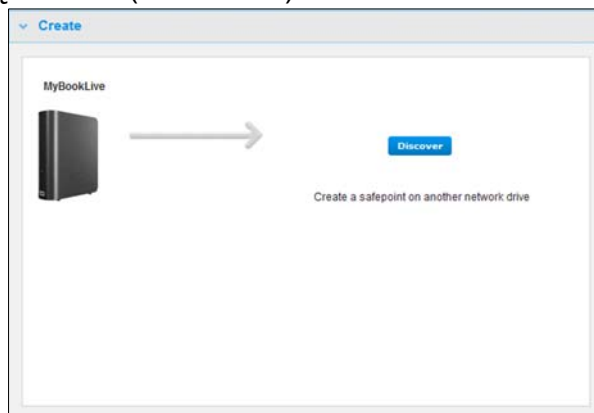 Create
MyBookLive
Discover
Create a safepoint on another network drive